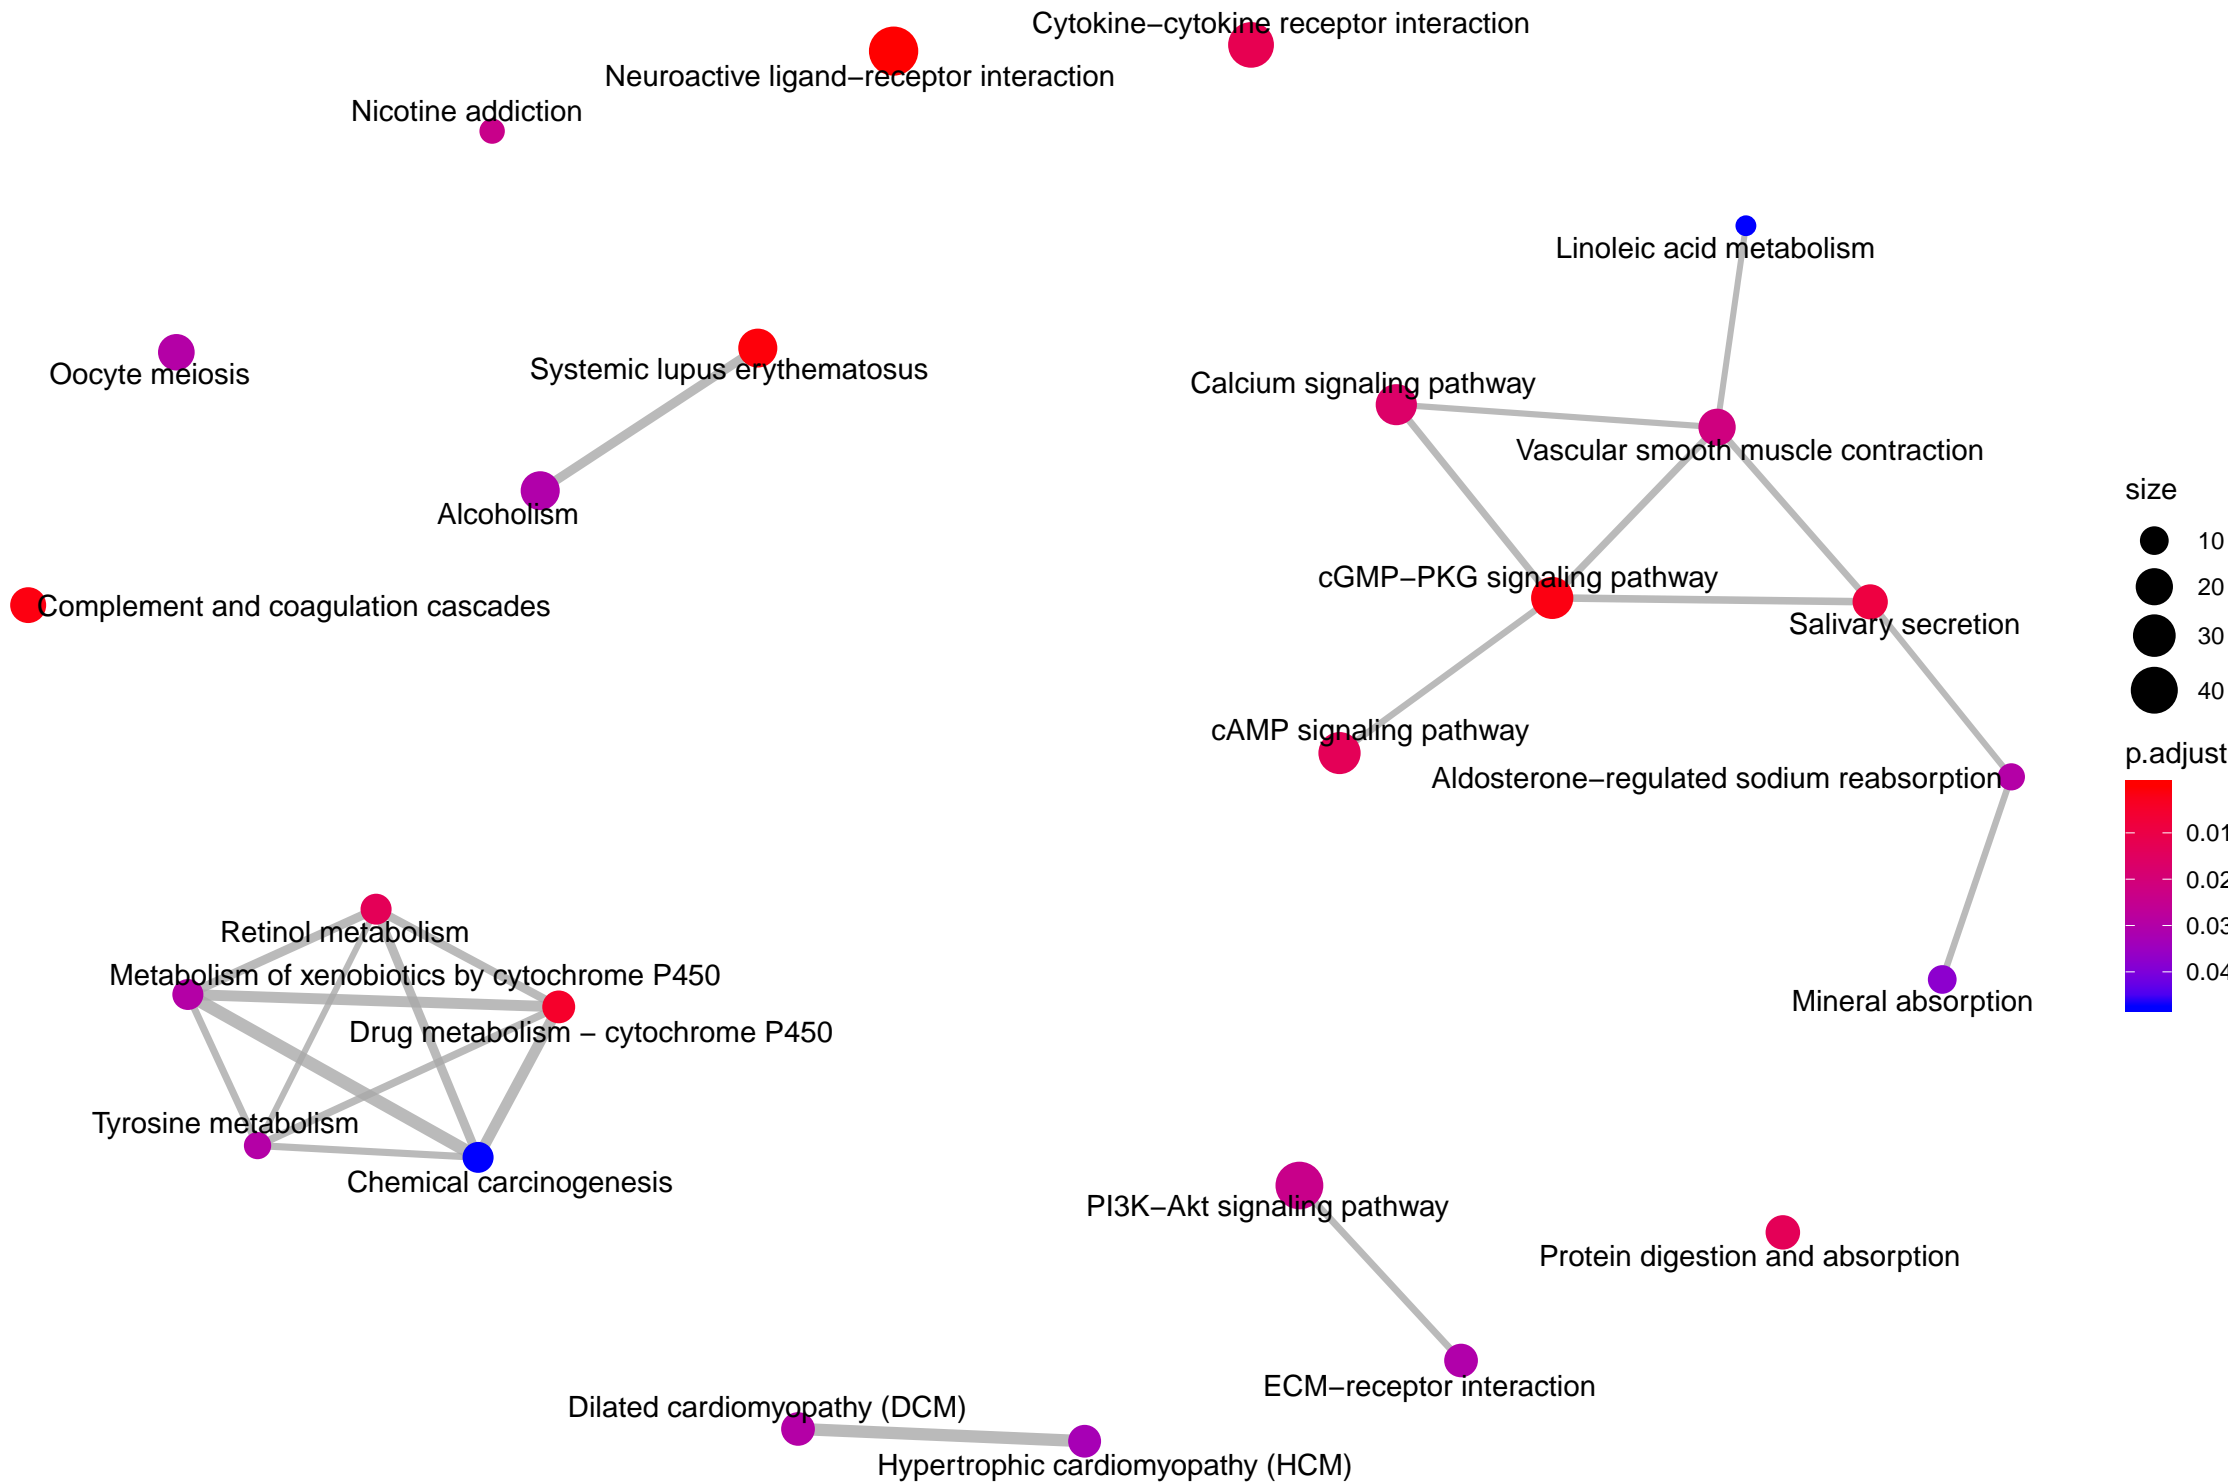 Cytokine−cytokine receptor interaction
Neuroactive ligand−receptor interaction
Nicotine addiction
Linoleic acid metabolism
Oocyte meiosis
Systemic lupus erythematosus
Calcium signaling pathway
Vascular smooth muscle contraction
Alcoholism
cGMP−PKG signaling pathway
Complement and coagulation cascades
Salivary secretion
cAMP signaling pathway
Aldosterone−regulated sodium reabsorption
Retinol metabolism
Metabolism of xenobiotics by cytochrome P450
Mineral absorption
Drug metabolism − cytochrome P450
Tyrosine metabolism
Chemical carcinogenesis
PI3K−Akt signaling pathway
Protein digestion and absorption
ECM−receptor interaction
Dilated cardiomyopathy (DCM)
Hypertrophic cardiomyopathy (HCM)
size
10
20
30
40
p.adjust
0.01
0.02
0.03
0.04